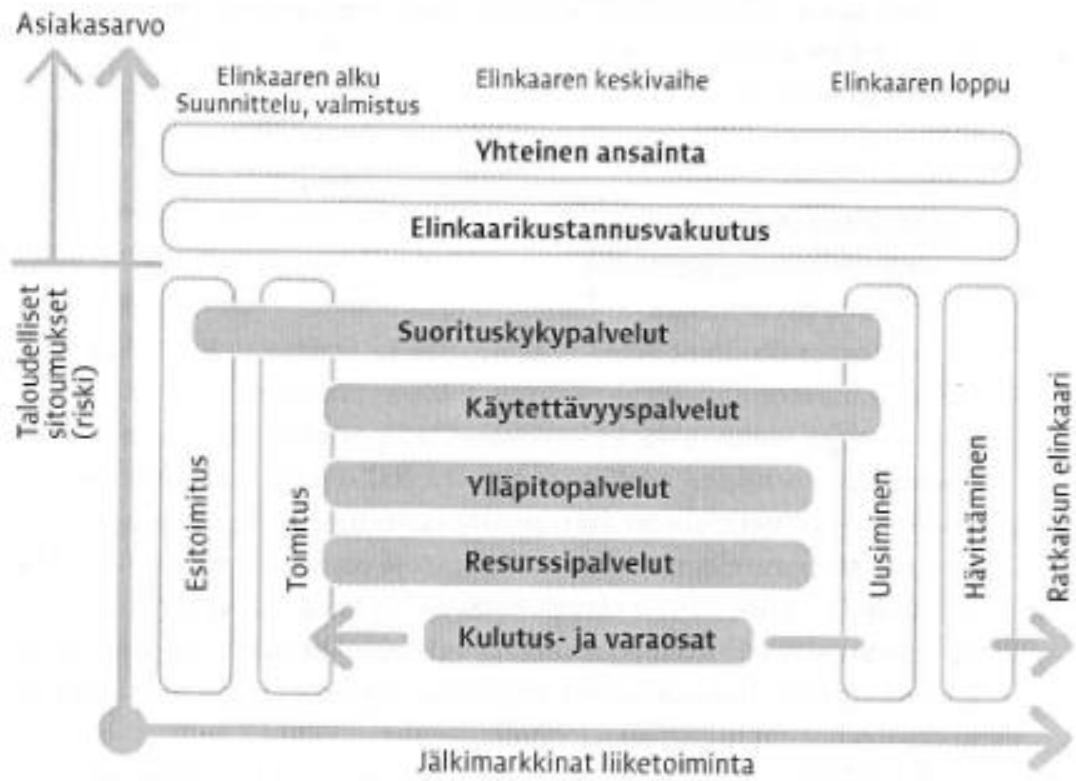 Asiakasarvo
Elinkaaren alku
Suunnittelu, valmistus
Elinkaaren keskivaihe
Elinkaaren loppu
Yhteinen ansainta
Elinkaarikustannusvakuutus
Taloudelliset
sitoumukset
(riski)
Suorituskykypalvelut
Käytettävyyspalvelut
Ylläpitopalvelut
Resurssipalvelut
Kulutus- ja varaosat
Esitoimitus
Toimitus
Uusiminen
Hävittäminen
Ratkaisun elinkaari
Jälkimarkkinat liiketoiminta